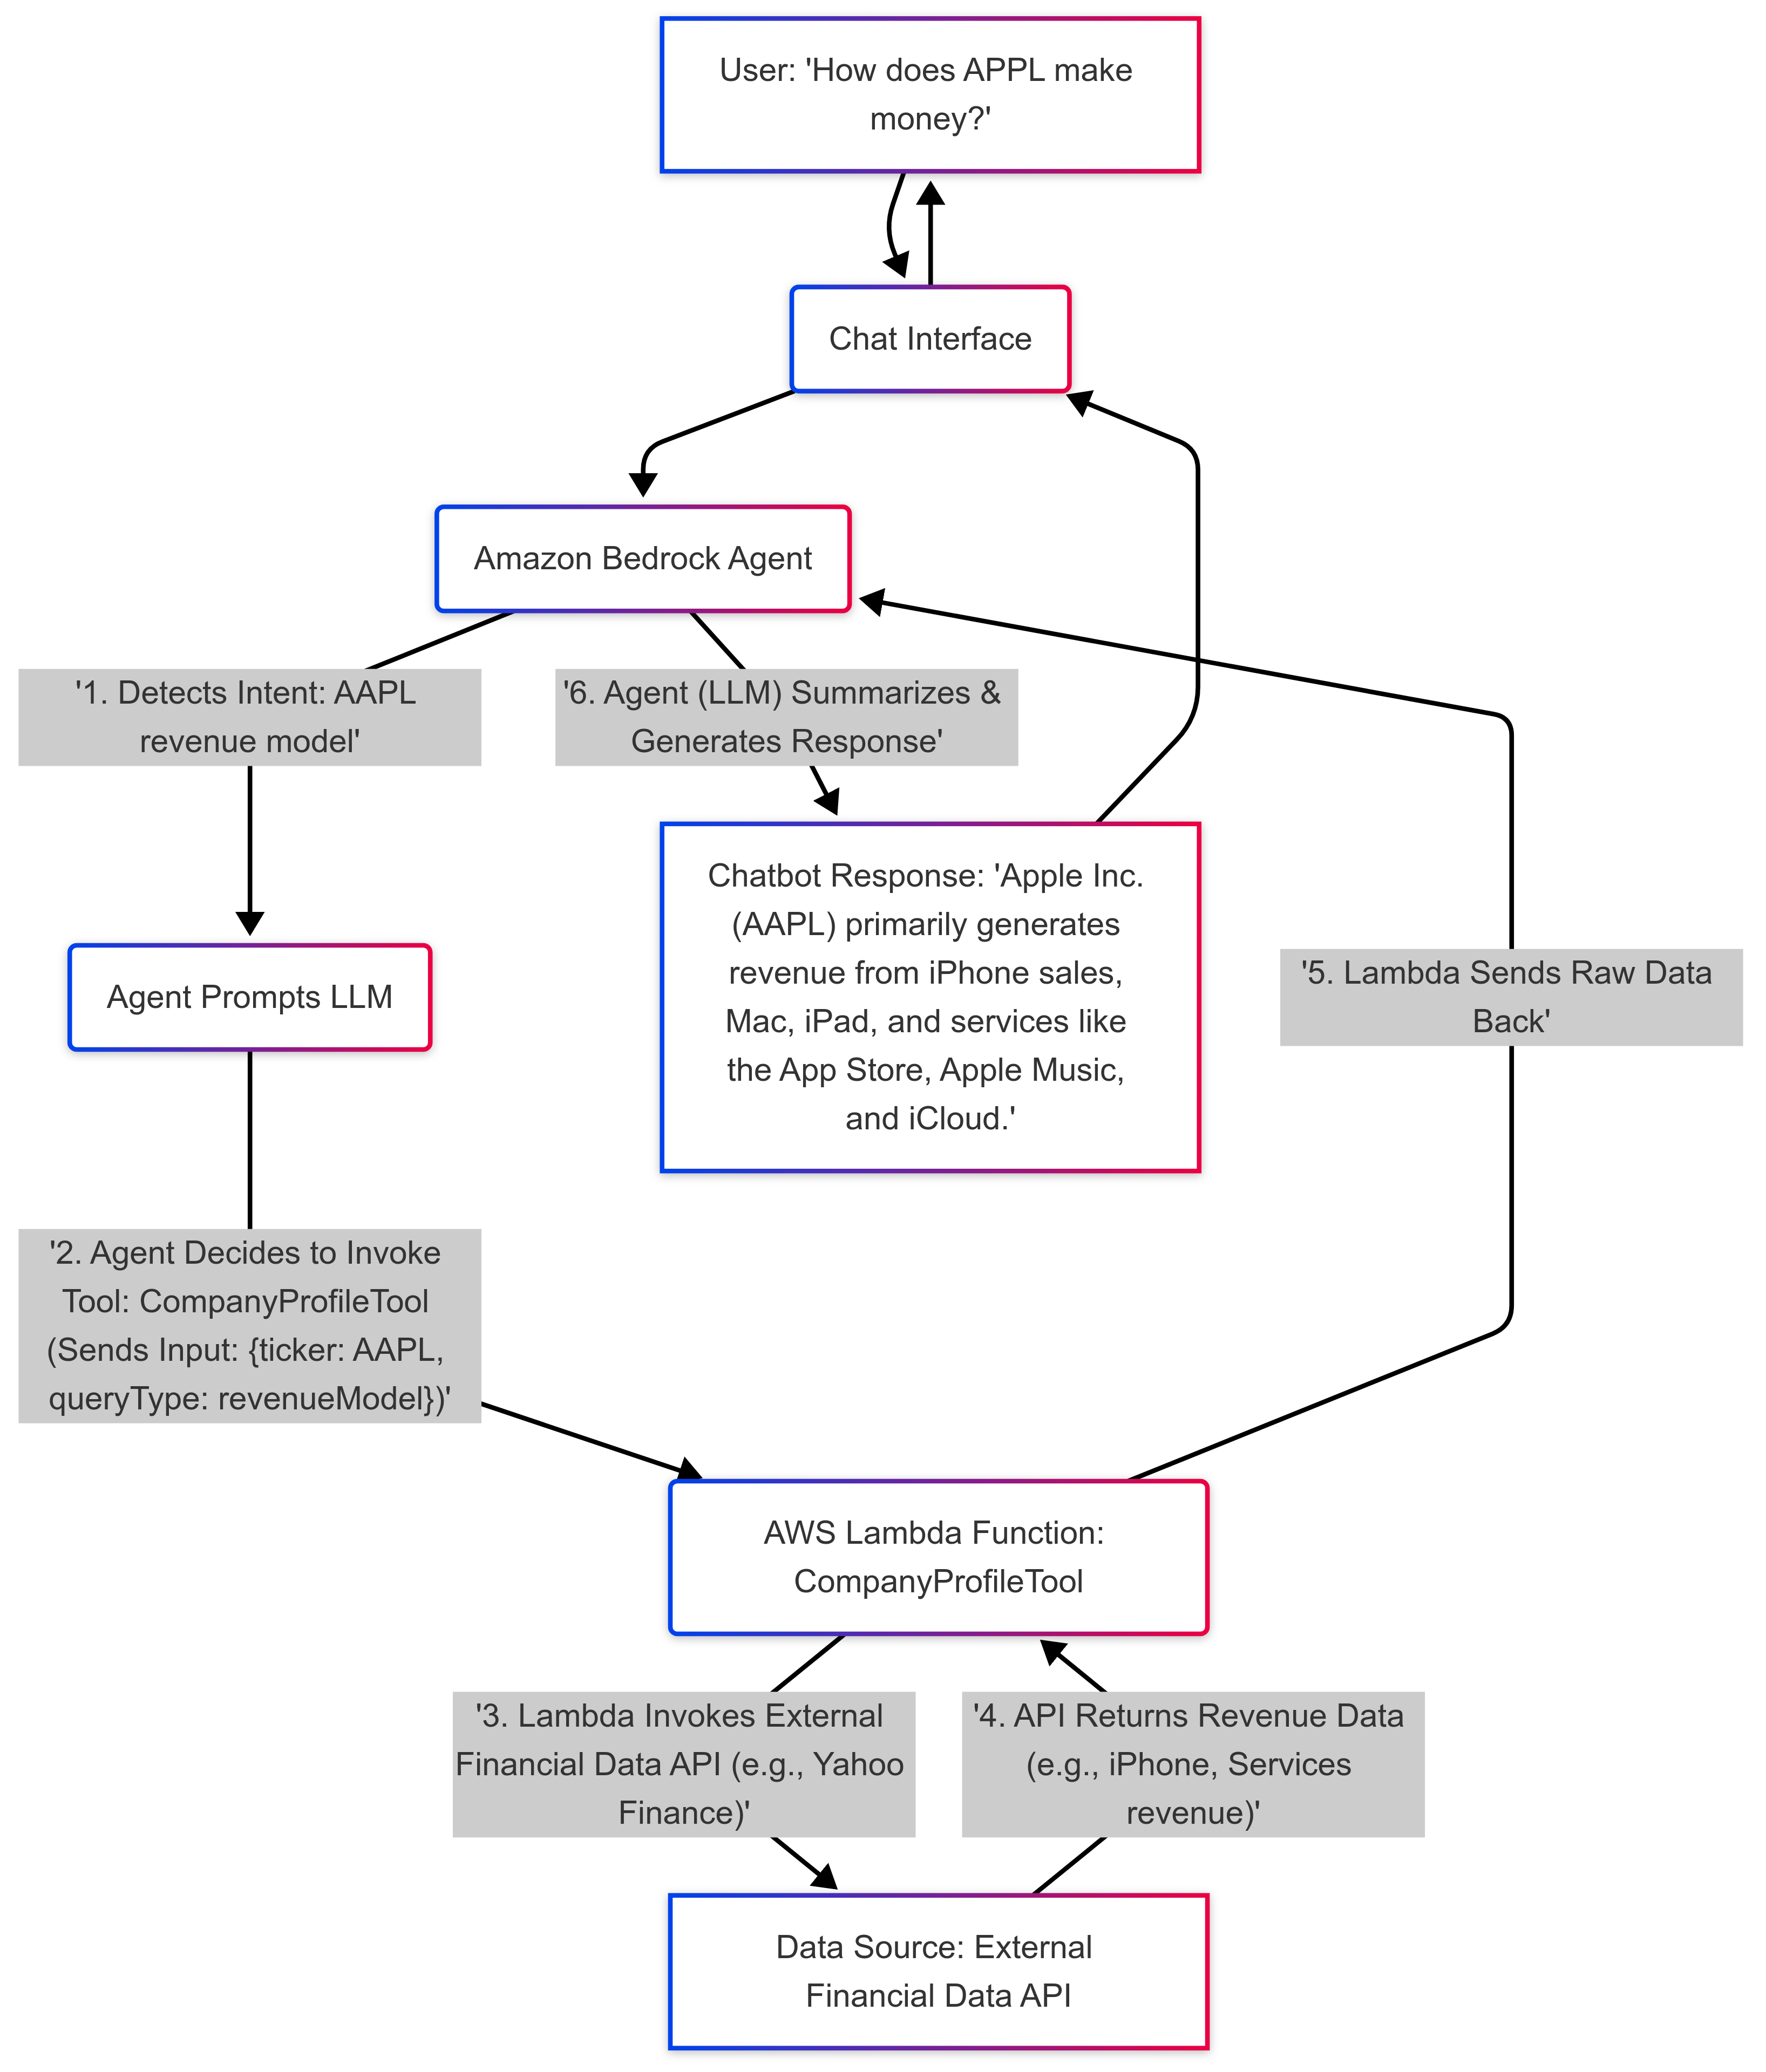 User: 'How does APPL make
money?'
Chat Interface
Amazon Bedrock Agent
'1. Detects Intent: AAPL
revenue model'
'6. Agent (LLM) Summarizes &
Generates Response'
Chatbot Response: 'Apple Inc.
(AAPL) primarily generates
revenue from iPhone sales,
Mac, iPad, and services like
the App Store, Apple Music,
and iCloud.'
Agent Prompts LLM
'5. Lambda Sends Raw Data
Back'
'2. Agent Decides to Invoke
Tool: CompanyProfileTool
(Sends Input: {ticker: AAPL,
queryType: revenueModel})'
AWS Lambda Function:
CompanyProfileTool
'3. Lambda Invokes External
Financial Data API (e.g., Yahoo
Finance)'
'4. API Returns Revenue Data
(e.g., iPhone, Services
revenue)'
Data Source: External
Financial Data API